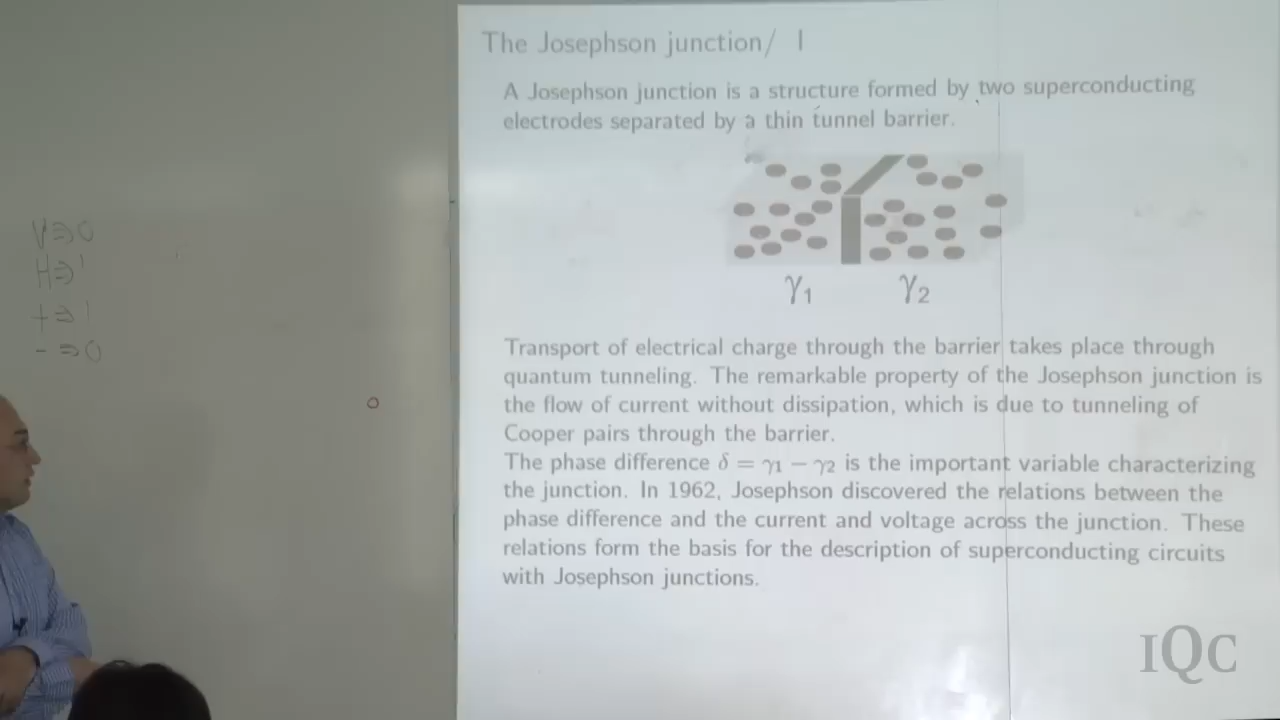 The Josephson junction/ I
A Josephson junction is a structure formed by two superconducting
electrodes separated by a thin tunnel barrier.
γ1 γ2
Transport of electrical charge through the barrier takes place through
quantum tunneling. The remarkable property of the Josephson junction is
the flow of current without dissipation, which is due to tunneling of
Cooper pairs through the barrier.
The phase difference δ = γ1 − γ2 is the important variable characterizing
the junction. In 1962, Josephson discovered the relations between the
phase difference and the current and voltage across the junction. These
relations form the basis for the description of superconducting circuits
with Josephson junctions.
V⇒0
H⇒1
+⇒1
-⇒0
IQC